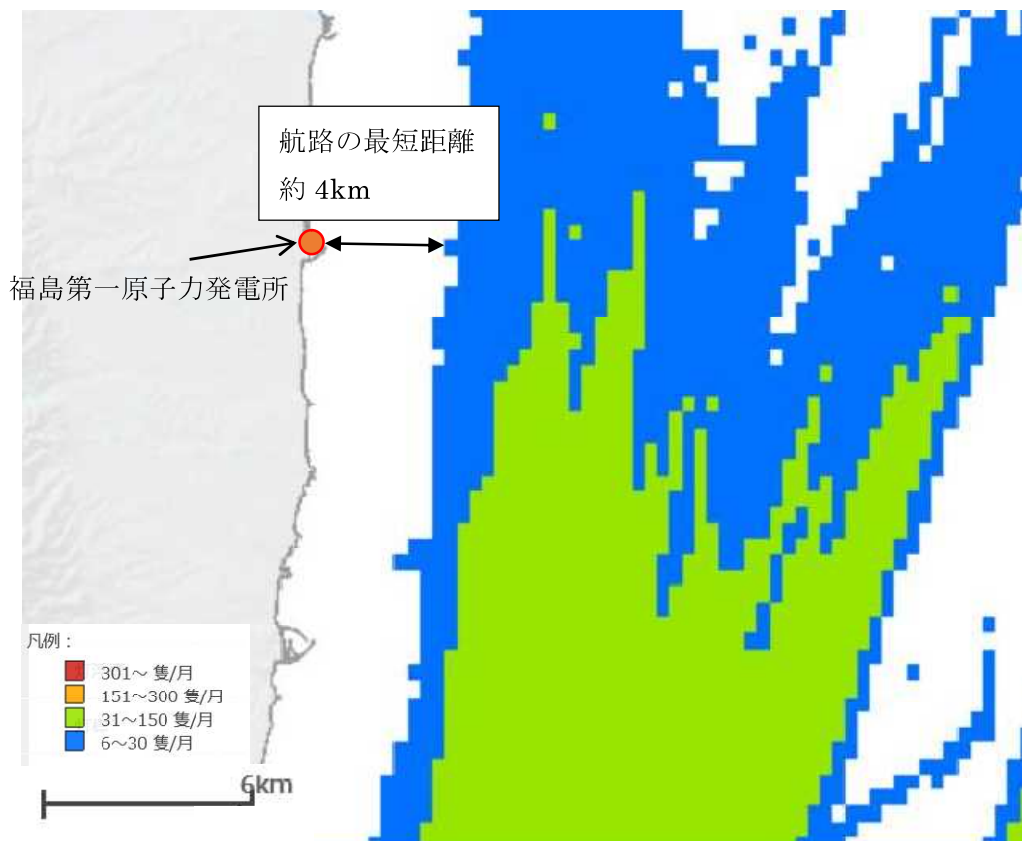 航路の最短距離
約 4km
福島第一原子力発電所
凡例：
301～ 隻/月
151～300 隻/月
31～150 隻/月
6～30 隻/月
6km